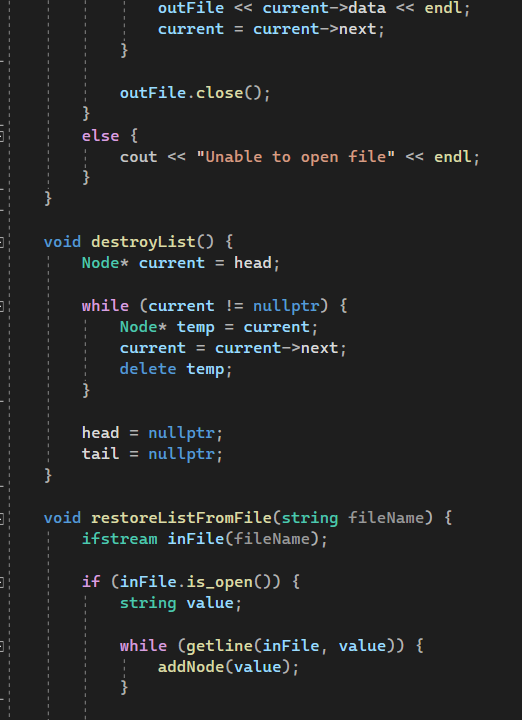 outFile << current->data << endl;
current = current->next;
}
outFile.close();
}
else {
cout << "Unable to open file" << endl;
}
}
void destroyList() {
Node* current = head;
while (current != nullptr) {
Node* temp = current;
current = current->next;
delete temp;
}
head = nullptr;
tail = nullptr;
}
void restoreListFromFile(string fileName) {
ifstream inFile(fileName);
if (inFile.is_open()) {
string value;
while (getline(inFile, value)) {
addNode(value);
}